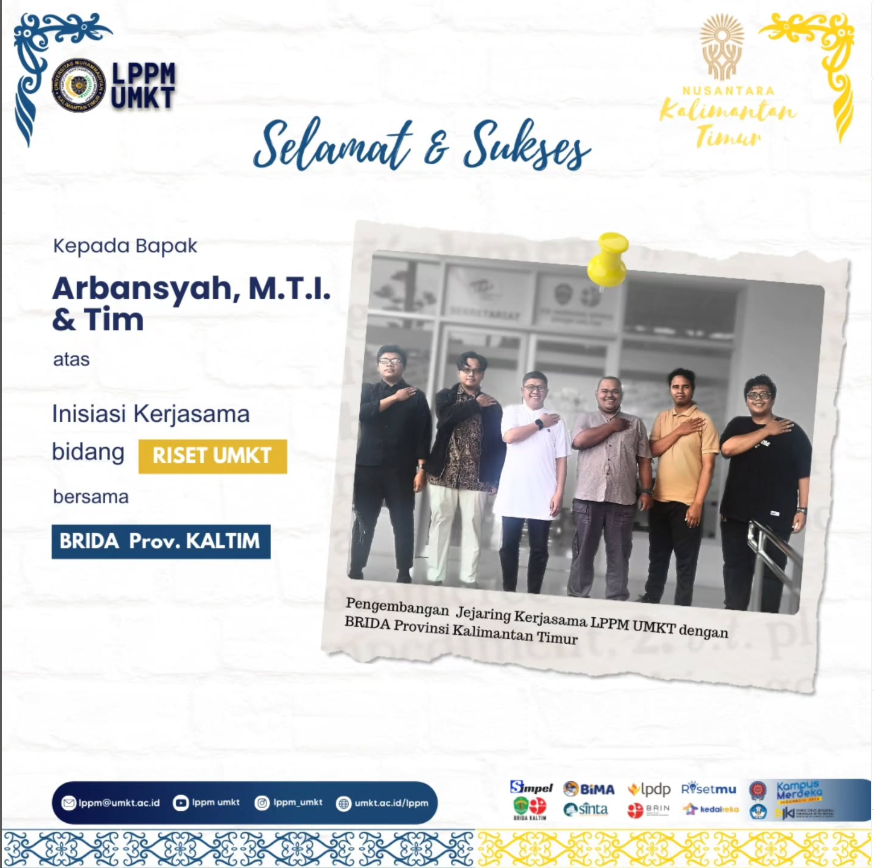 LPPM
UMKT
NUSANTARA
Kalimantan
Timur
Selamat & Sukses
Kepada Bapak
Arbansyah, M.T.I.
& Tim
atas
Inisiasi Kerjasama
bidang RISET UMKT
bersama
BRIDA Prov. KALTIM
SEKRETARIAT
Pengembangan Jejaring Kerjasama LPPM UMKT dengan
BRIDA Provinsi Kalimantan Timur
lppm@umkt.ac.id lppm umkt lppm_umkt umkt.ac.id/lppm
Simpel BiMA lpdp Risetmu Kampus
Merdeka
BRIDA KALTIM sinta BRIN kedaireka